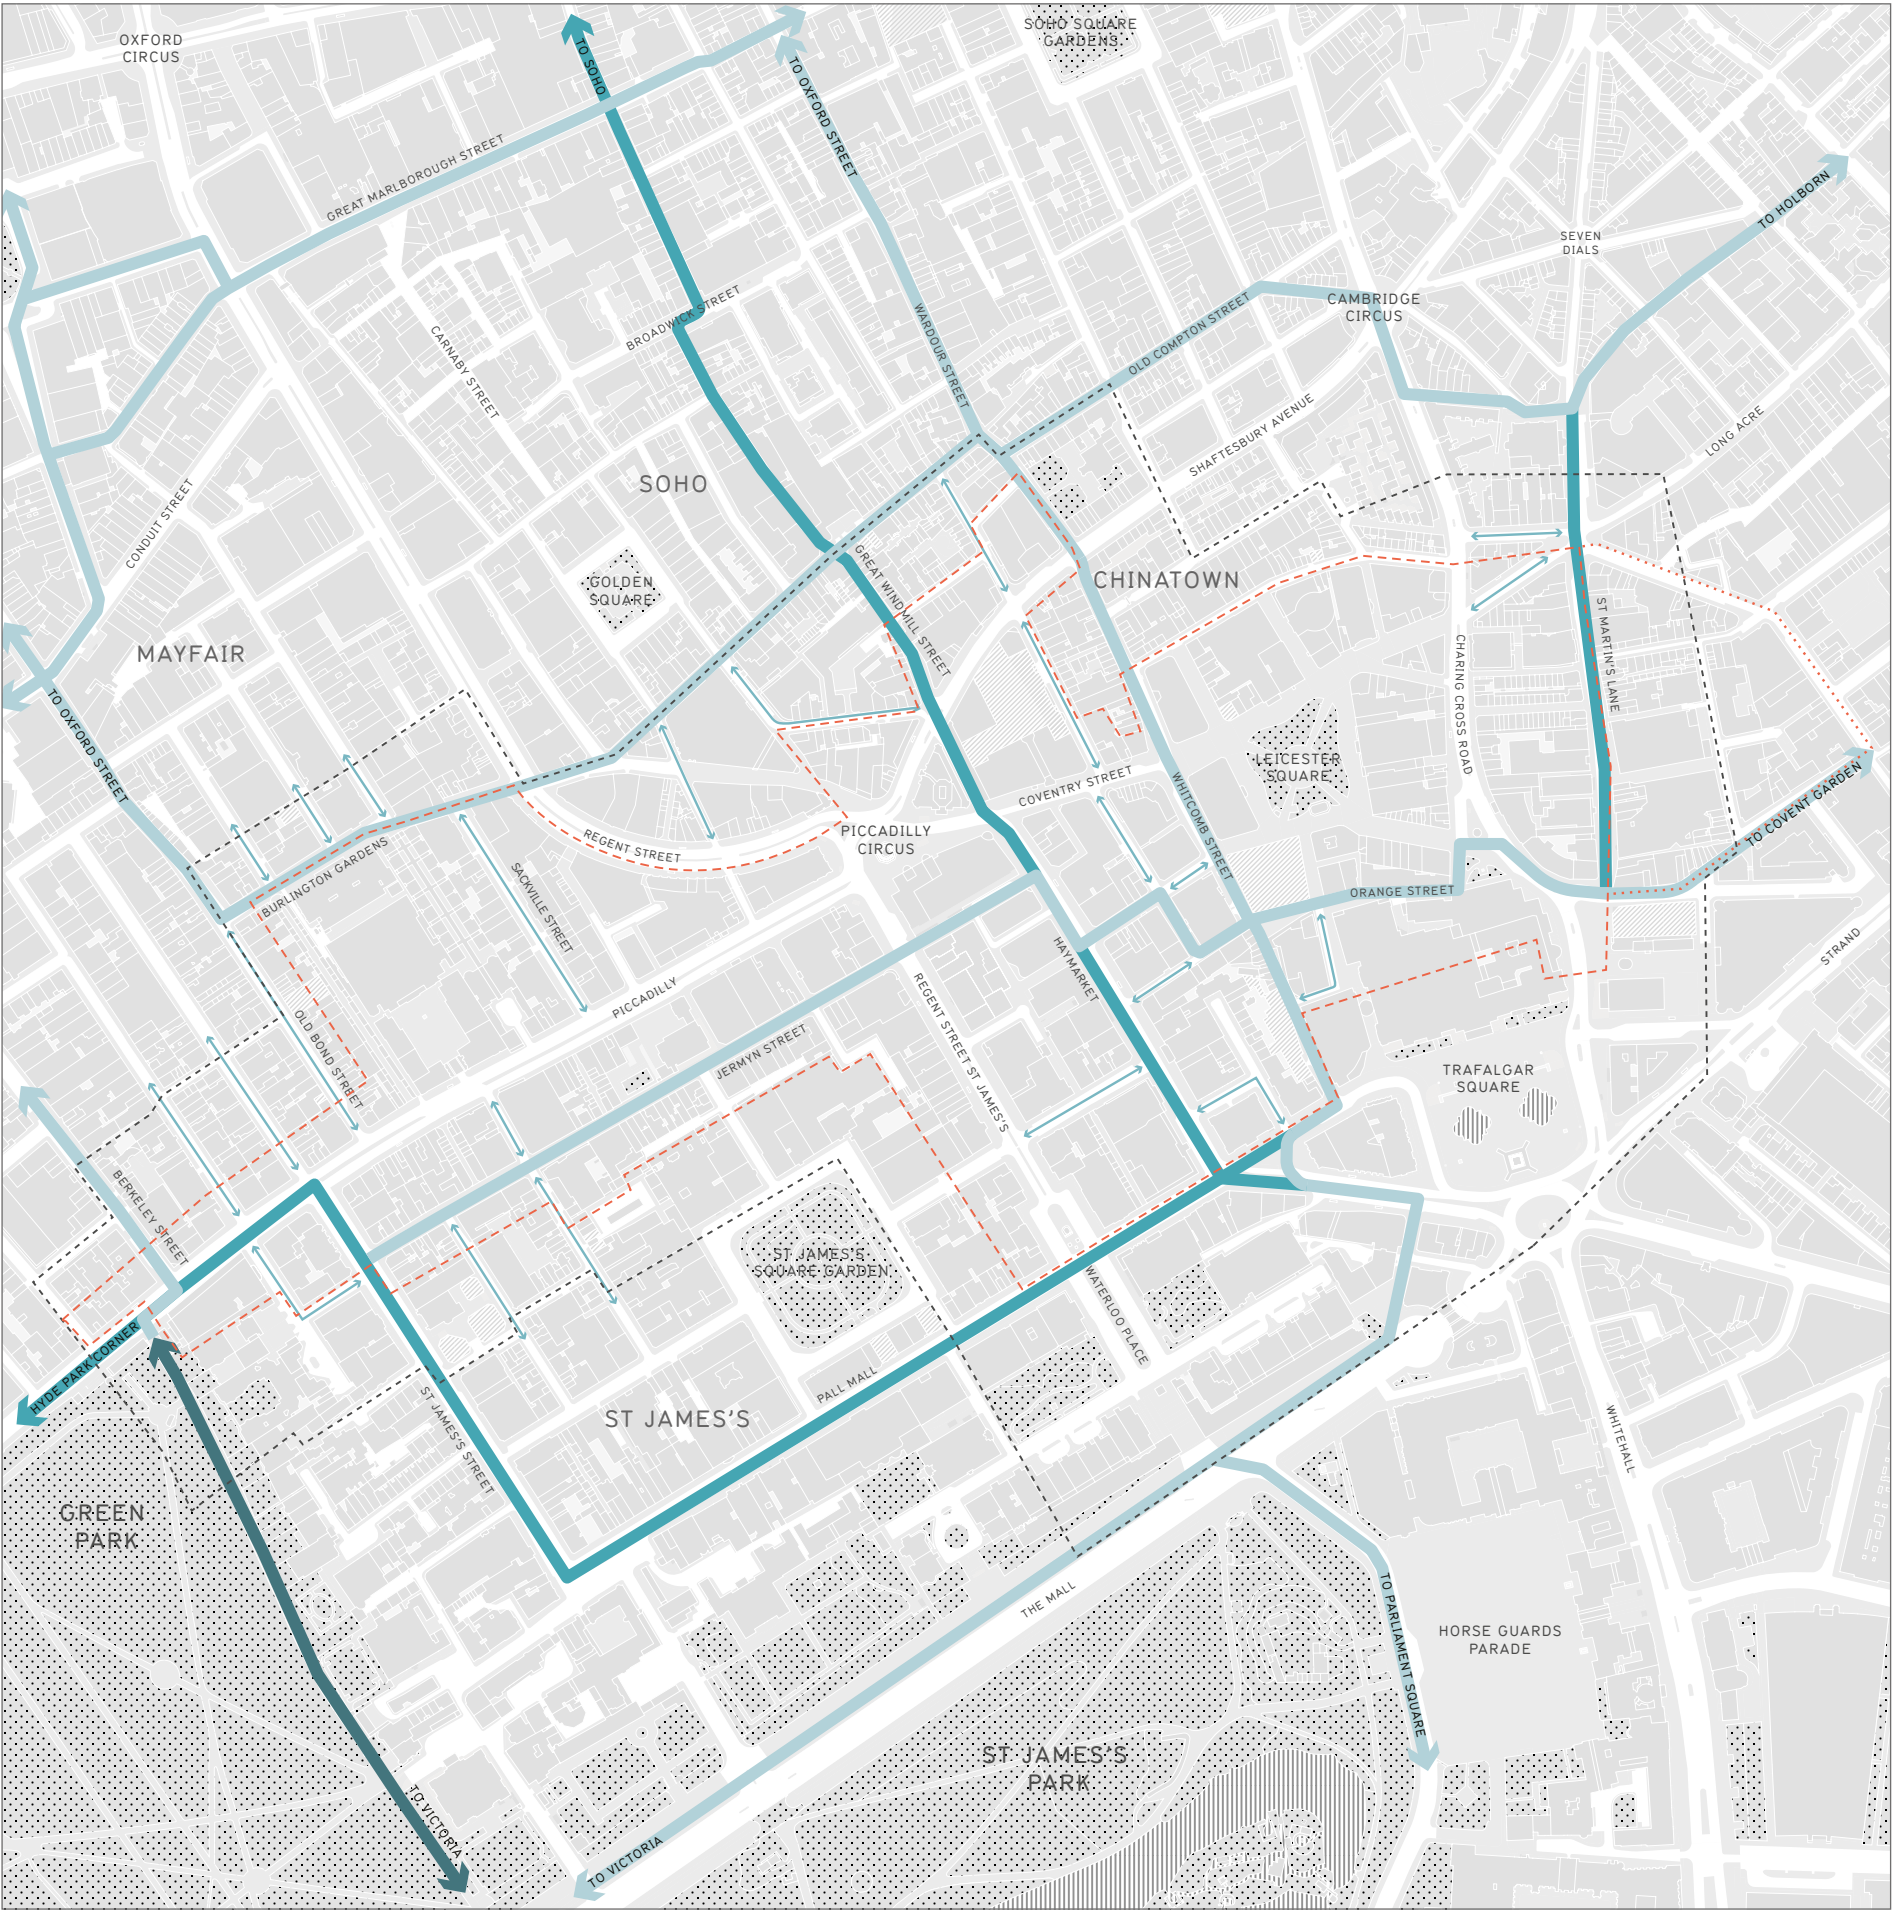 OXFORD
CIRCUS
TO SOHO
SOHO SQUARE
GARDENS
TO OXFORD STREET
GREAT MARLBOROUGH STREET
TO HOLBORN
SEVEN
DIALS
BROADWICK STREET
CARNABY STREET
WARDOUR STREET
OLD COMPTON STREET
CAMBRIDGE
CIRCUS
SHAFTESBURY AVENUE
LONG ACRE
CONDUIT STREET
SOHO
GOLDEN
SQUARE
GREAT WINDMILL STREET
CHINATOWN
MAYFAIR
ST MARTIN'S LANE
CHARING CROSS ROAD
TO OXFORD STREET
LEICESTER
SQUARE
COVENTRY STREET
WHITCOMB STREET
TO COVENT GARDEN
PICCADILLY
CIRCUS
REGENT STREET
BURLINGTON GARDENS
SACKVILLE STREET
ORANGE STREET
STRAND
HAYMARKET
PICCADILLY
OLD BOND STREET
JERMYN STREET
REGENT STREET ST JAMES'S
TRAFALGAR
SQUARE
BERKELEY STREET
ST JAMES'S
SQUARE GARDEN
WATERLOO PLACE
HYDE PARK CORNER
PALL MALL
ST JAMES'S
ST JAMES'S STREET
WHITEHALL
GREEN
PARK
THE MALL
TO PARLIAMENT SQUARE
HORSE GUARDS
PARADE
ST JAMES'S
PARK
TO VICTORIA
TO VICTORIA